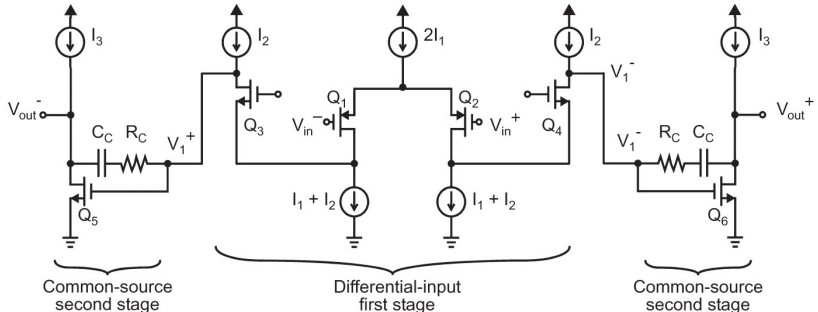 I3
I2
2I1
I2
I3
Vout-
CC
RC
V1+
Q3
Q1
Vin-
Q2
Vin+
Q4
V1-
V1-
RC
CC
Vout+
Q5
I1 + I2
I1 + I2
Q6
Common-source
second stage
Differential-input
first stage
Common-source
second stage